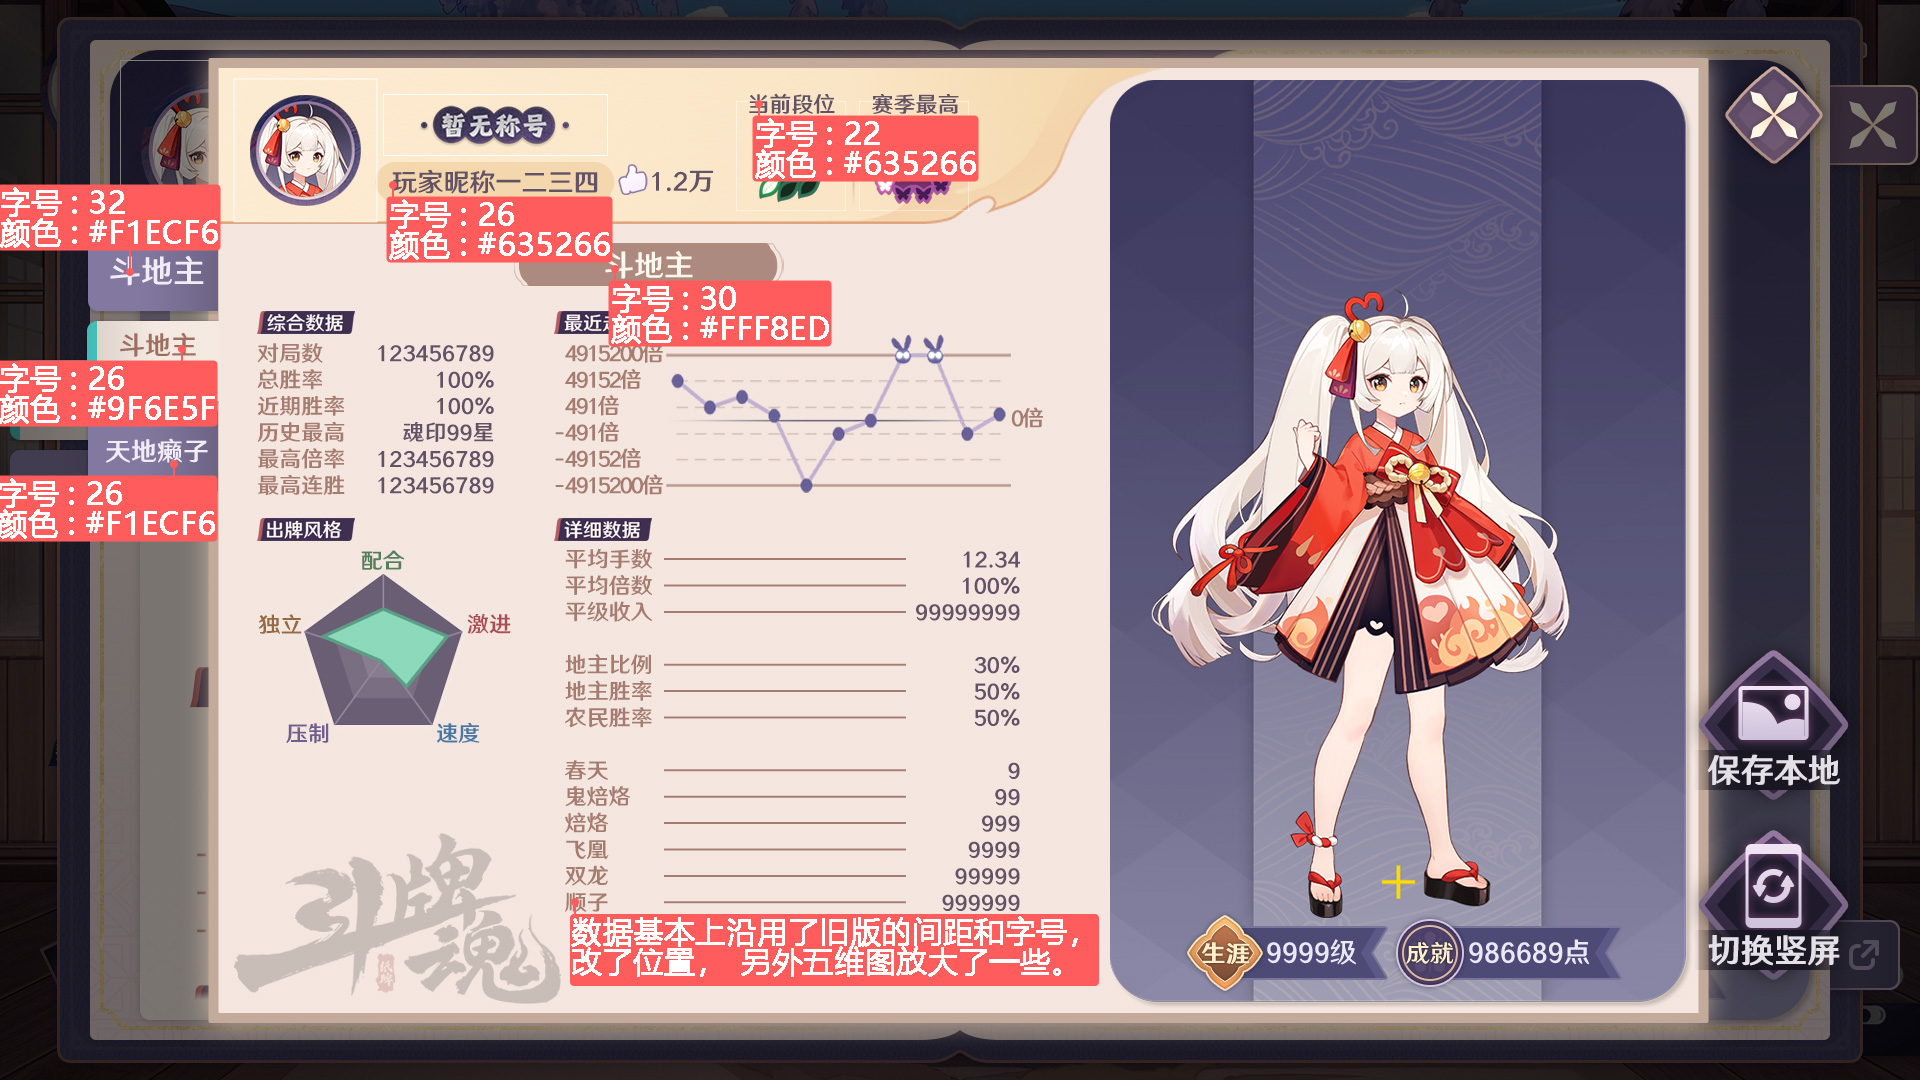 暂无称号
玩家昵称一二三四
1.2万
当前段位
赛季最高
字号：22
颜色：#635266
字号：26
颜色：#635266
字号：32
颜色：#F1ECF6
斗地主
斗地主
字号：26
颜色：#9F6E5F
天地癞子
字号：26
颜色：#F1ECF6
斗地主
字号：30
颜色：#FFF8ED
综合数据
对局数 123456789
总胜率 100%
近期胜率 100%
历史最高 魂印99星
最高倍率 123456789
最高连胜 123456789
最近走
4915200倍
49152倍
491倍
-491倍
-49152倍
-4915200倍
0倍
出牌风格
配合
独立
激进
压制
速度
详细数据
平均手数 12.34
平均倍数 100%
平级收入 99999999
地主比例 30%
地主胜率 50%
农民胜率 50%
春天 9
鬼焙烙 99
焙烙 999
飞凰 9999
双龙 99999
顺子 999999
数据基本上沿用了旧版的间距和字号，
改了位置， 另外五维图放大了一些。
斗牌魂
生涯 9999级
成就 986689点
保存本地
切换竖屏